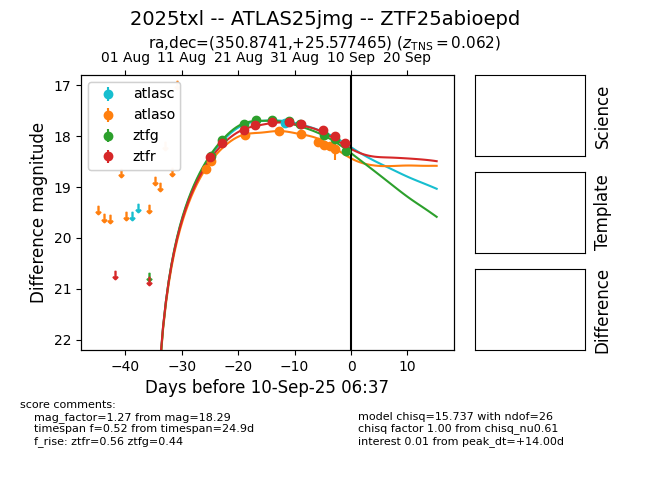 2025txl -- ATLAS25jmg -- ZTF25abioepd
ra,dec=(350.8741,+25.577465) (z_TNS = 0.062)
01 Aug 11 Aug 21 Aug 31 Aug 10 Sep 20 Sep
atlasc
atlaso
ztfg
ztfr
17
18
19
20
21
22
Difference magnitude
−40 −30 −20 −10 0 10
Days before 10-Sep-25 06:37
Science
Template
Difference
score comments:
mag_factor=1.27 from mag=18.29
timespan f=0.52 from timespan=24.9d
f_rise: ztfr=0.56 ztfg=0.44
model chisq=15.737 with ndof=26
chisq factor 1.00 from chisq_nu0.61
interest 0.01 from peak_dt=+14.00d